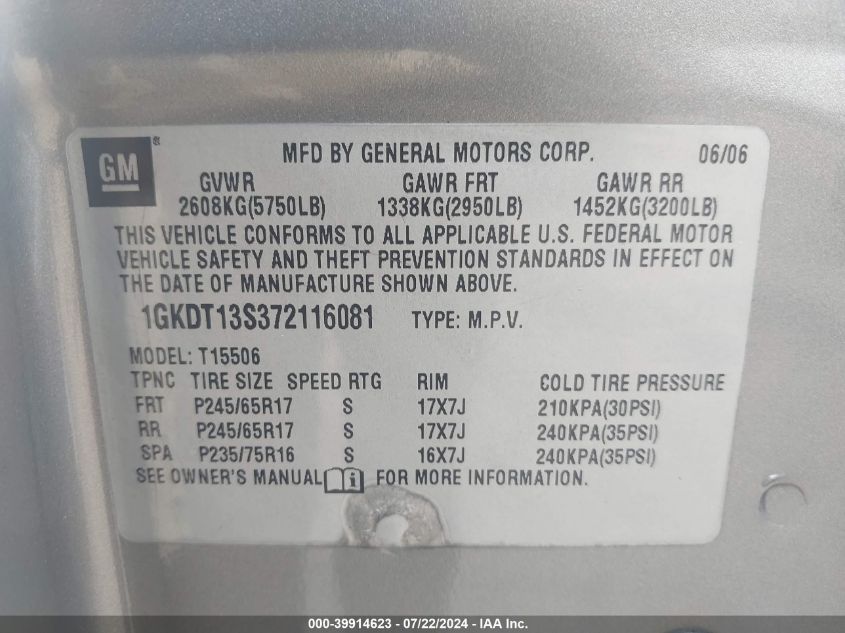 GM® MFD BY GENERAL MOTORS CORP. 06/06
GVWR GAWR FRT GAWR RR
2608KG(5750LB) 1338KG(2950LB) 1452KG(3200LB)
THIS VEHICLE CONFORMS TO ALL APPLICABLE U.S. FEDERAL MOTOR
VEHICLE SAFETY AND THEFT PREVENTION STANDARDS IN EFFECT ON
THE DATE OF MANUFACTURE SHOWN ABOVE.
1GKDT13S372116081 TYPE: M.P.V.
MODEL: T15506
TPNC TIRE SIZE SPEED RTG RIM COLD TIRE PRESSURE
FRT P245/65R17 S 17X7J 210KPA(30PSI)
RR P245/65R17 S 17X7J 240KPA(35PSI)
SPA P235/75R16 S 16X7J 240KPA(35PSI)
SEE OWNER'S MANUAL i FOR MORE INFORMATION.
000-39914623 - 07/22/2024 - IAA Inc.